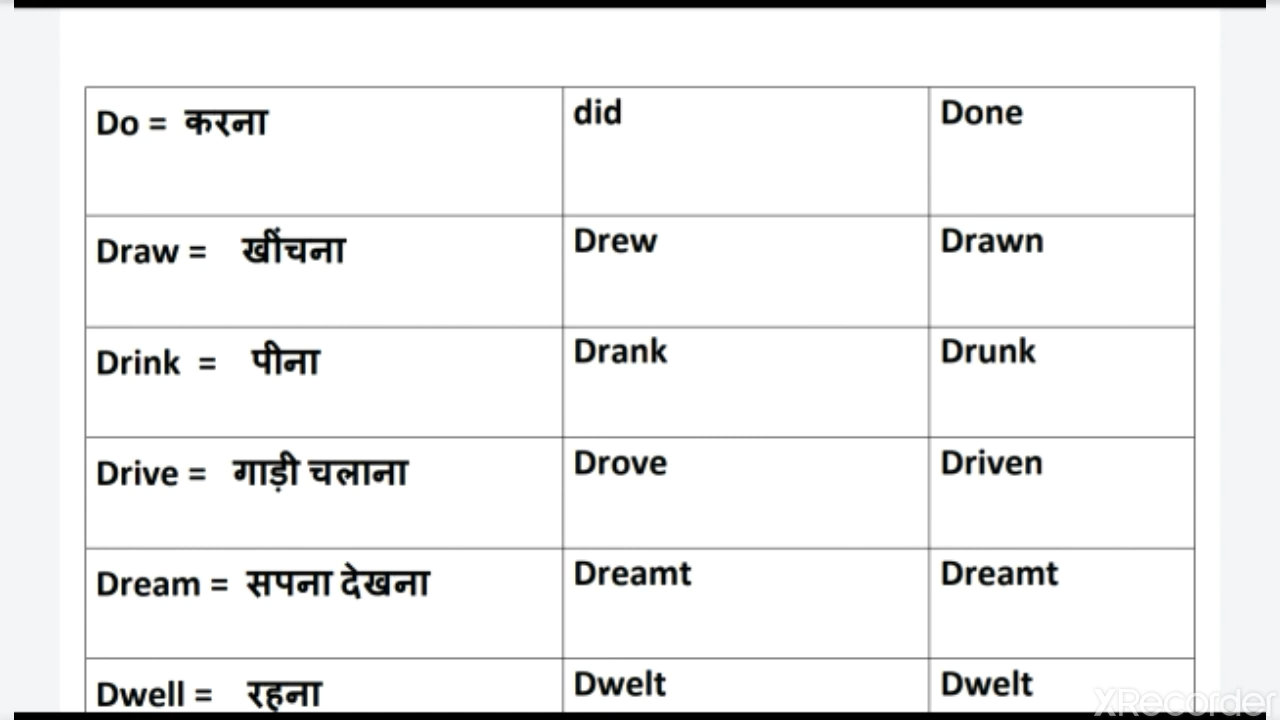 Do = करना did Done
Draw = खींचना Drew Drawn
Drink = पीना Drank Drunk
Drive = गाड़ी चलाना Drove Driven
Dream = सपना देखना Dreamt Dreamt
Dwell = रहना Dwelt Dwelt
XRecorder